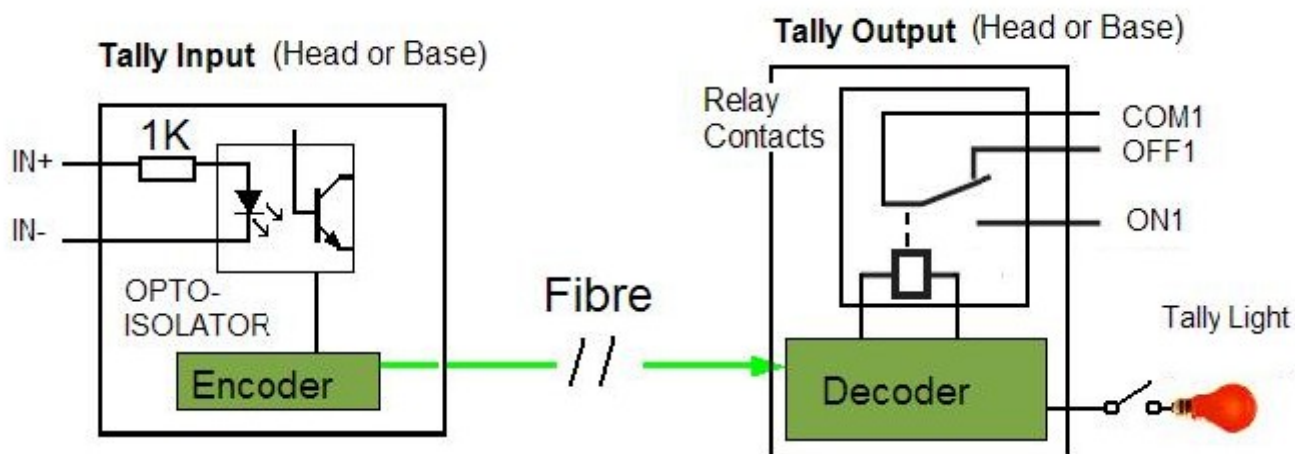 Tally Input (Head or Base)
1K
IN+
IN-
OPTO-
ISOLATOR
Encoder
Fibre
Tally Output (Head or Base)
Relay
Contacts
COM1
OFF1
ON1
Decoder
Tally Light